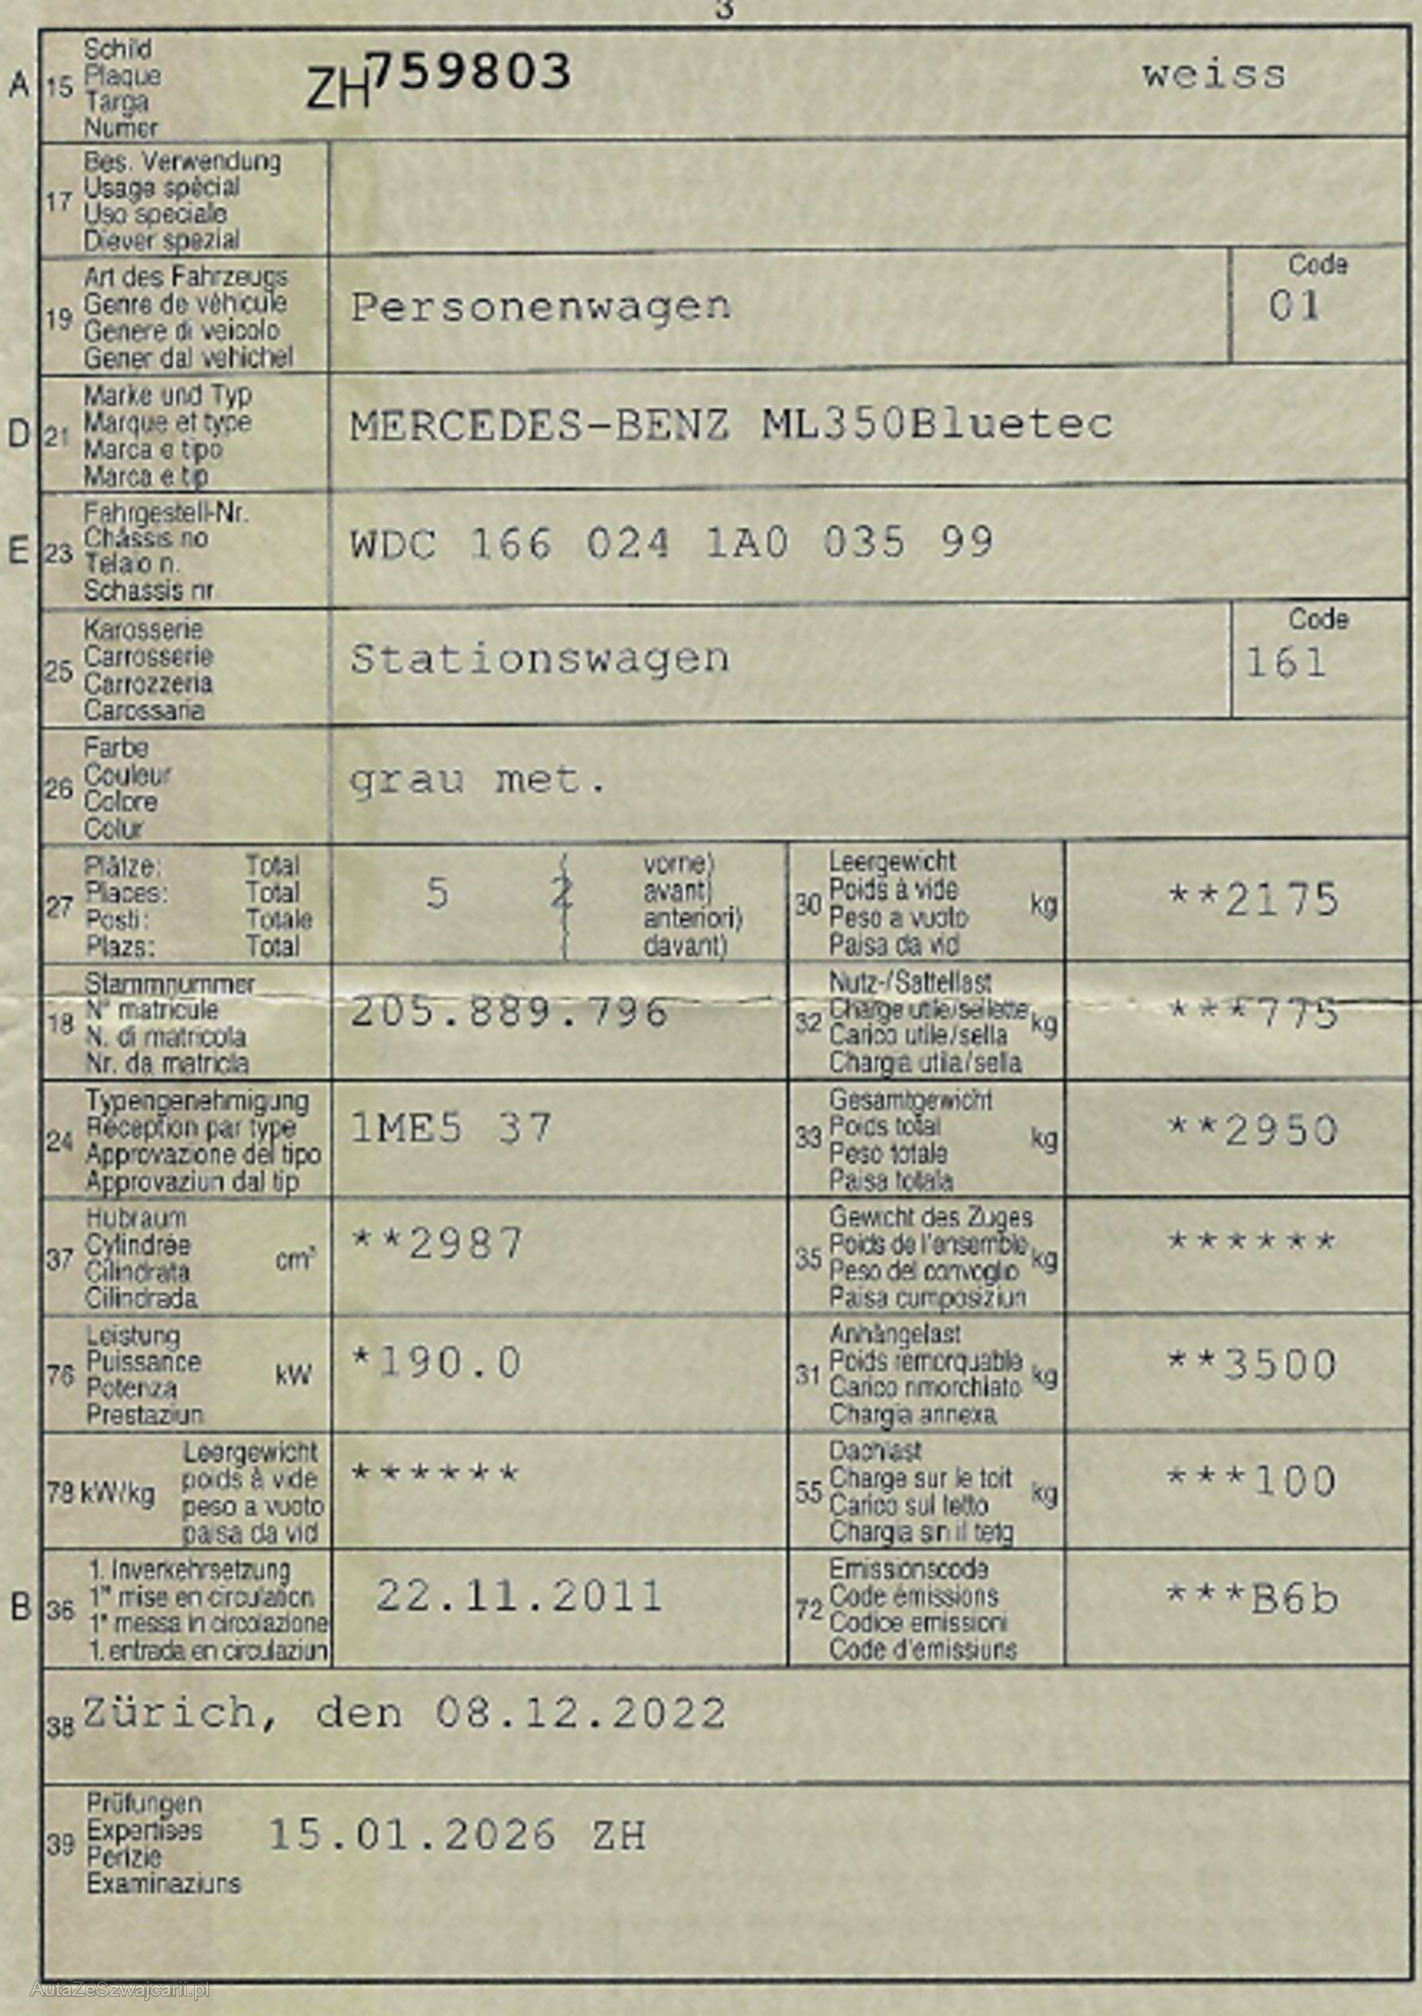 3
A 15 Schild
Plaque
Targa
Numer
ZH 759803 weiss
17 Bes. Verwendung
Usage spécial
Uso speciale
Diever spezial
19 Art des Fahrzeugs
Genre de véhicule
Genere di veicolo
Gener dal vehichel
Personenwagen
Code
01
D 21 Marke und Typ
Marque et type
Marca e tipo
Marca e tip
MERCEDES-BENZ ML350Bluetec
E 23 Fahrgestell-Nr.
Châssis no
Telaio n.
Schassis nr
WDC 166 024 1A0 035 99
25 Karosserie
Carrosserie
Carrozzeria
Carossaria
Stationswagen
Code
161
26 Farbe
Couleur
Colore
Colur
grau met.
27 Plätze: Total
Places: Total
Posti: Totale
Plazs: Total
5 2
( vorne)
( avant)
( anteriori)
( davant)
30 Leergewicht
Poids à vide
Peso a vuoto
Paisa da vid
kg
**2175
18 Stammnummer
N° matricule
N. di matricola
Nr. da matricla
205.889.796
32 Nutz-/Sattellast
Charge utile/sellette
Carico utile/sella
Chargia utila/sella
kg
***775
24 Typengenehmigung
Réception par type
Approvazione del tipo
Approvaziun dal tip
1ME5 37
33 Gesamtgewicht
Poids total
Peso totale
Paisa totala
kg
**2950
37 Hubraum
Cylindrée
Cilindrata
Cilindrada
cm³
**2987
35 Gewicht des Zuges
Poids de l'ensemble
Peso del convoglio
Paisa cumposiziun
kg
******
76 Leistung
Puissance
Potenza
Prestaziun
kW
*190.0
31 Anhängelast
Poids remorquable
Carico rimorchiato
Chargia annexa
kg
**3500
78 kW/kg
Leergewicht
poids à vide
peso a vuoto
paisa da vid
******
55 Dachlast
Charge sur le toit
Carico sul tetto
Chargia sin il tetg
kg
***100
B 36 1. Inverkehrsetzung
1re mise en circulation
1a messa in circolazione
1. entrada en circulaziun
22.11.2011
72 Emissionscode
Code émissions
Codice emissioni
Code d'emissiuns
***B6b
38 Zürich, den 08.12.2022
39 Prüfungen
Expertises
Perizie
Examinaziuns
15.01.2026 ZH
AutaZeSzwajcarii.pl